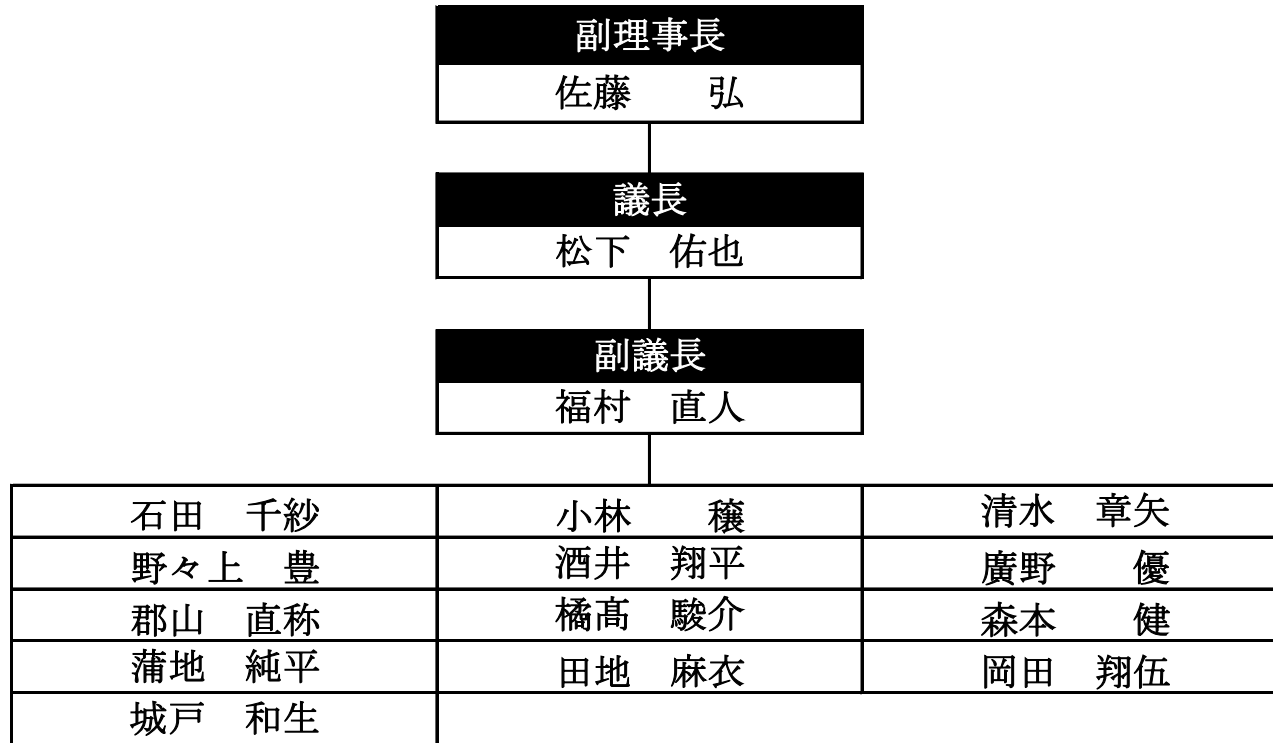 副理事長
佐藤　　弘
議長
松下　佑也
副議長
福村　直人
石田　千紗　小林　　穣　清水　章矢
野々上　豊　酒井　翔平　廣野　　優
郡山　直称　橘髙　駿介　森本　　健
蒲地　純平　田地　麻衣　岡田　翔伍
城戸　和生